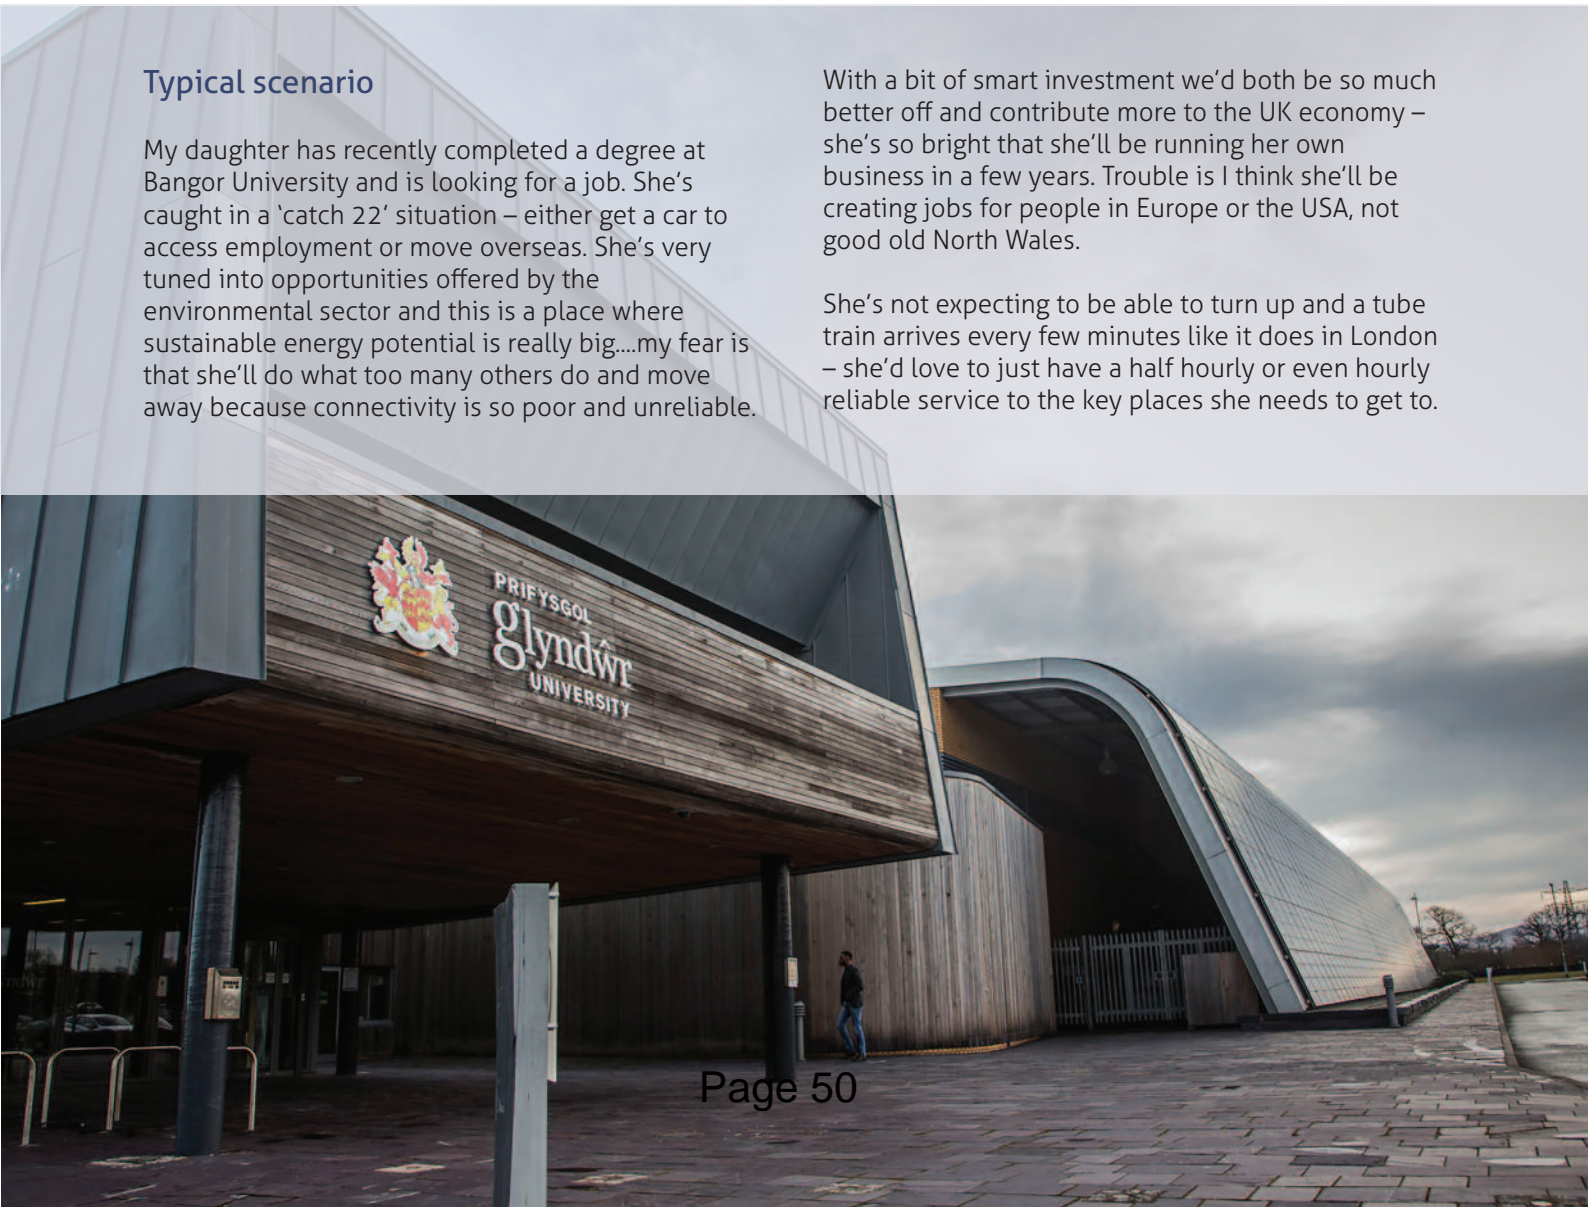 Typical scenario
My daughter has recently completed a degree at
Bangor University and is looking for a job. She’s
caught in a ‘catch 22’ situation – either get a car to
access employment or move overseas. She’s very
tuned into opportunities offered by the
environmental sector and this is a place where
sustainable energy potential is really big....my fear is
that she’ll do what too many others do and move
away because connectivity is so poor and unreliable.
With a bit of smart investment we’d both be so much
better off and contribute more to the UK economy –
she’s so bright that she’ll be running her own
business in a few years. Trouble is I think she’ll be
creating jobs for people in Europe or the USA, not
good old North Wales.
She’s not expecting to be able to turn up and a tube
train arrives every few minutes like it does in London
– she’d love to just have a half hourly or even hourly
reliable service to the key places she needs to get to.
PRIFYSGOL
glyndŵr
UNIVERSITY
Page 50